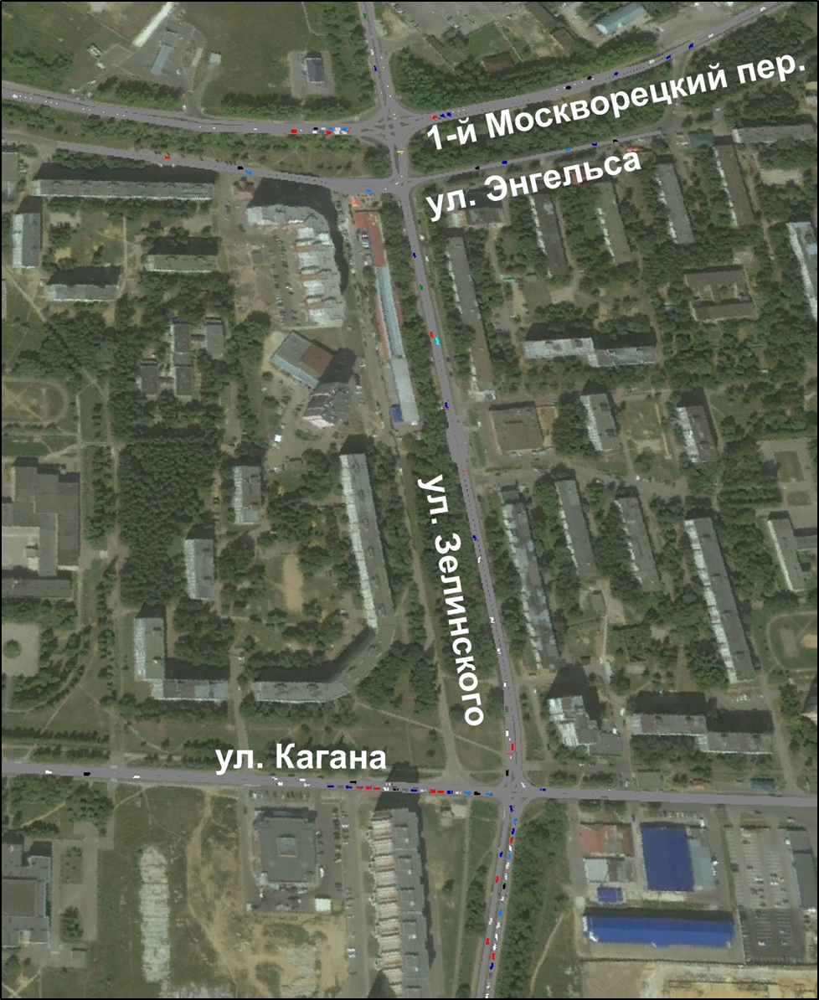 1-й Москворецкий пер.
ул. Энгельса
ул. Зелинского
ул. Кагана